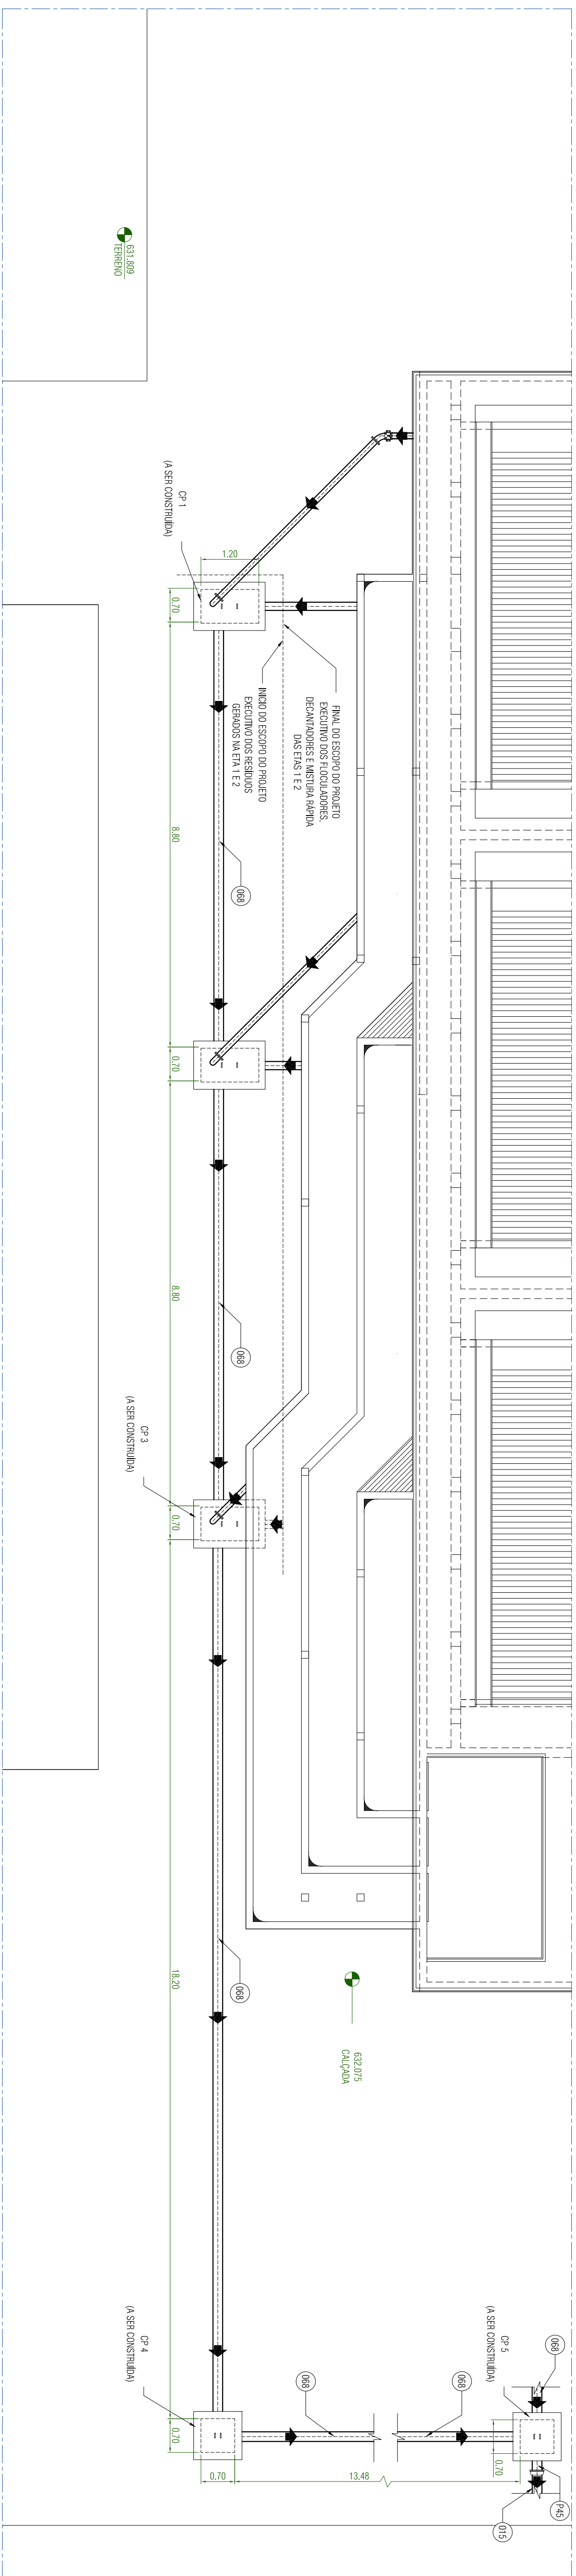 631.809
TERRENO
CP 1
(A SER CONSTRUÍDA)
1.20
0.70
FINAL DO ESCOPO DO PROJETO
EXECUTIVO DOS FLOCULADORES,
DECANTADORES E MISTURA RÁPIDA
DAS ETAS 1 E 2
INICIO DO ESCOPO DO PROJETO
EXECUTIVO DOS RESÍDUOS
GERADOS NA ETA 1 E 2
068
8.80
0.70
068
8.80
CP 3
(A SER CONSTRUÍDA)
0.70
068
18.20
632.075
CALÇADA
CP 4
(A SER CONSTRUÍDA)
0.70
0.70
068
13.48
068
CP 5
(A SER CONSTRUÍDA)
0.70
068
P45
015